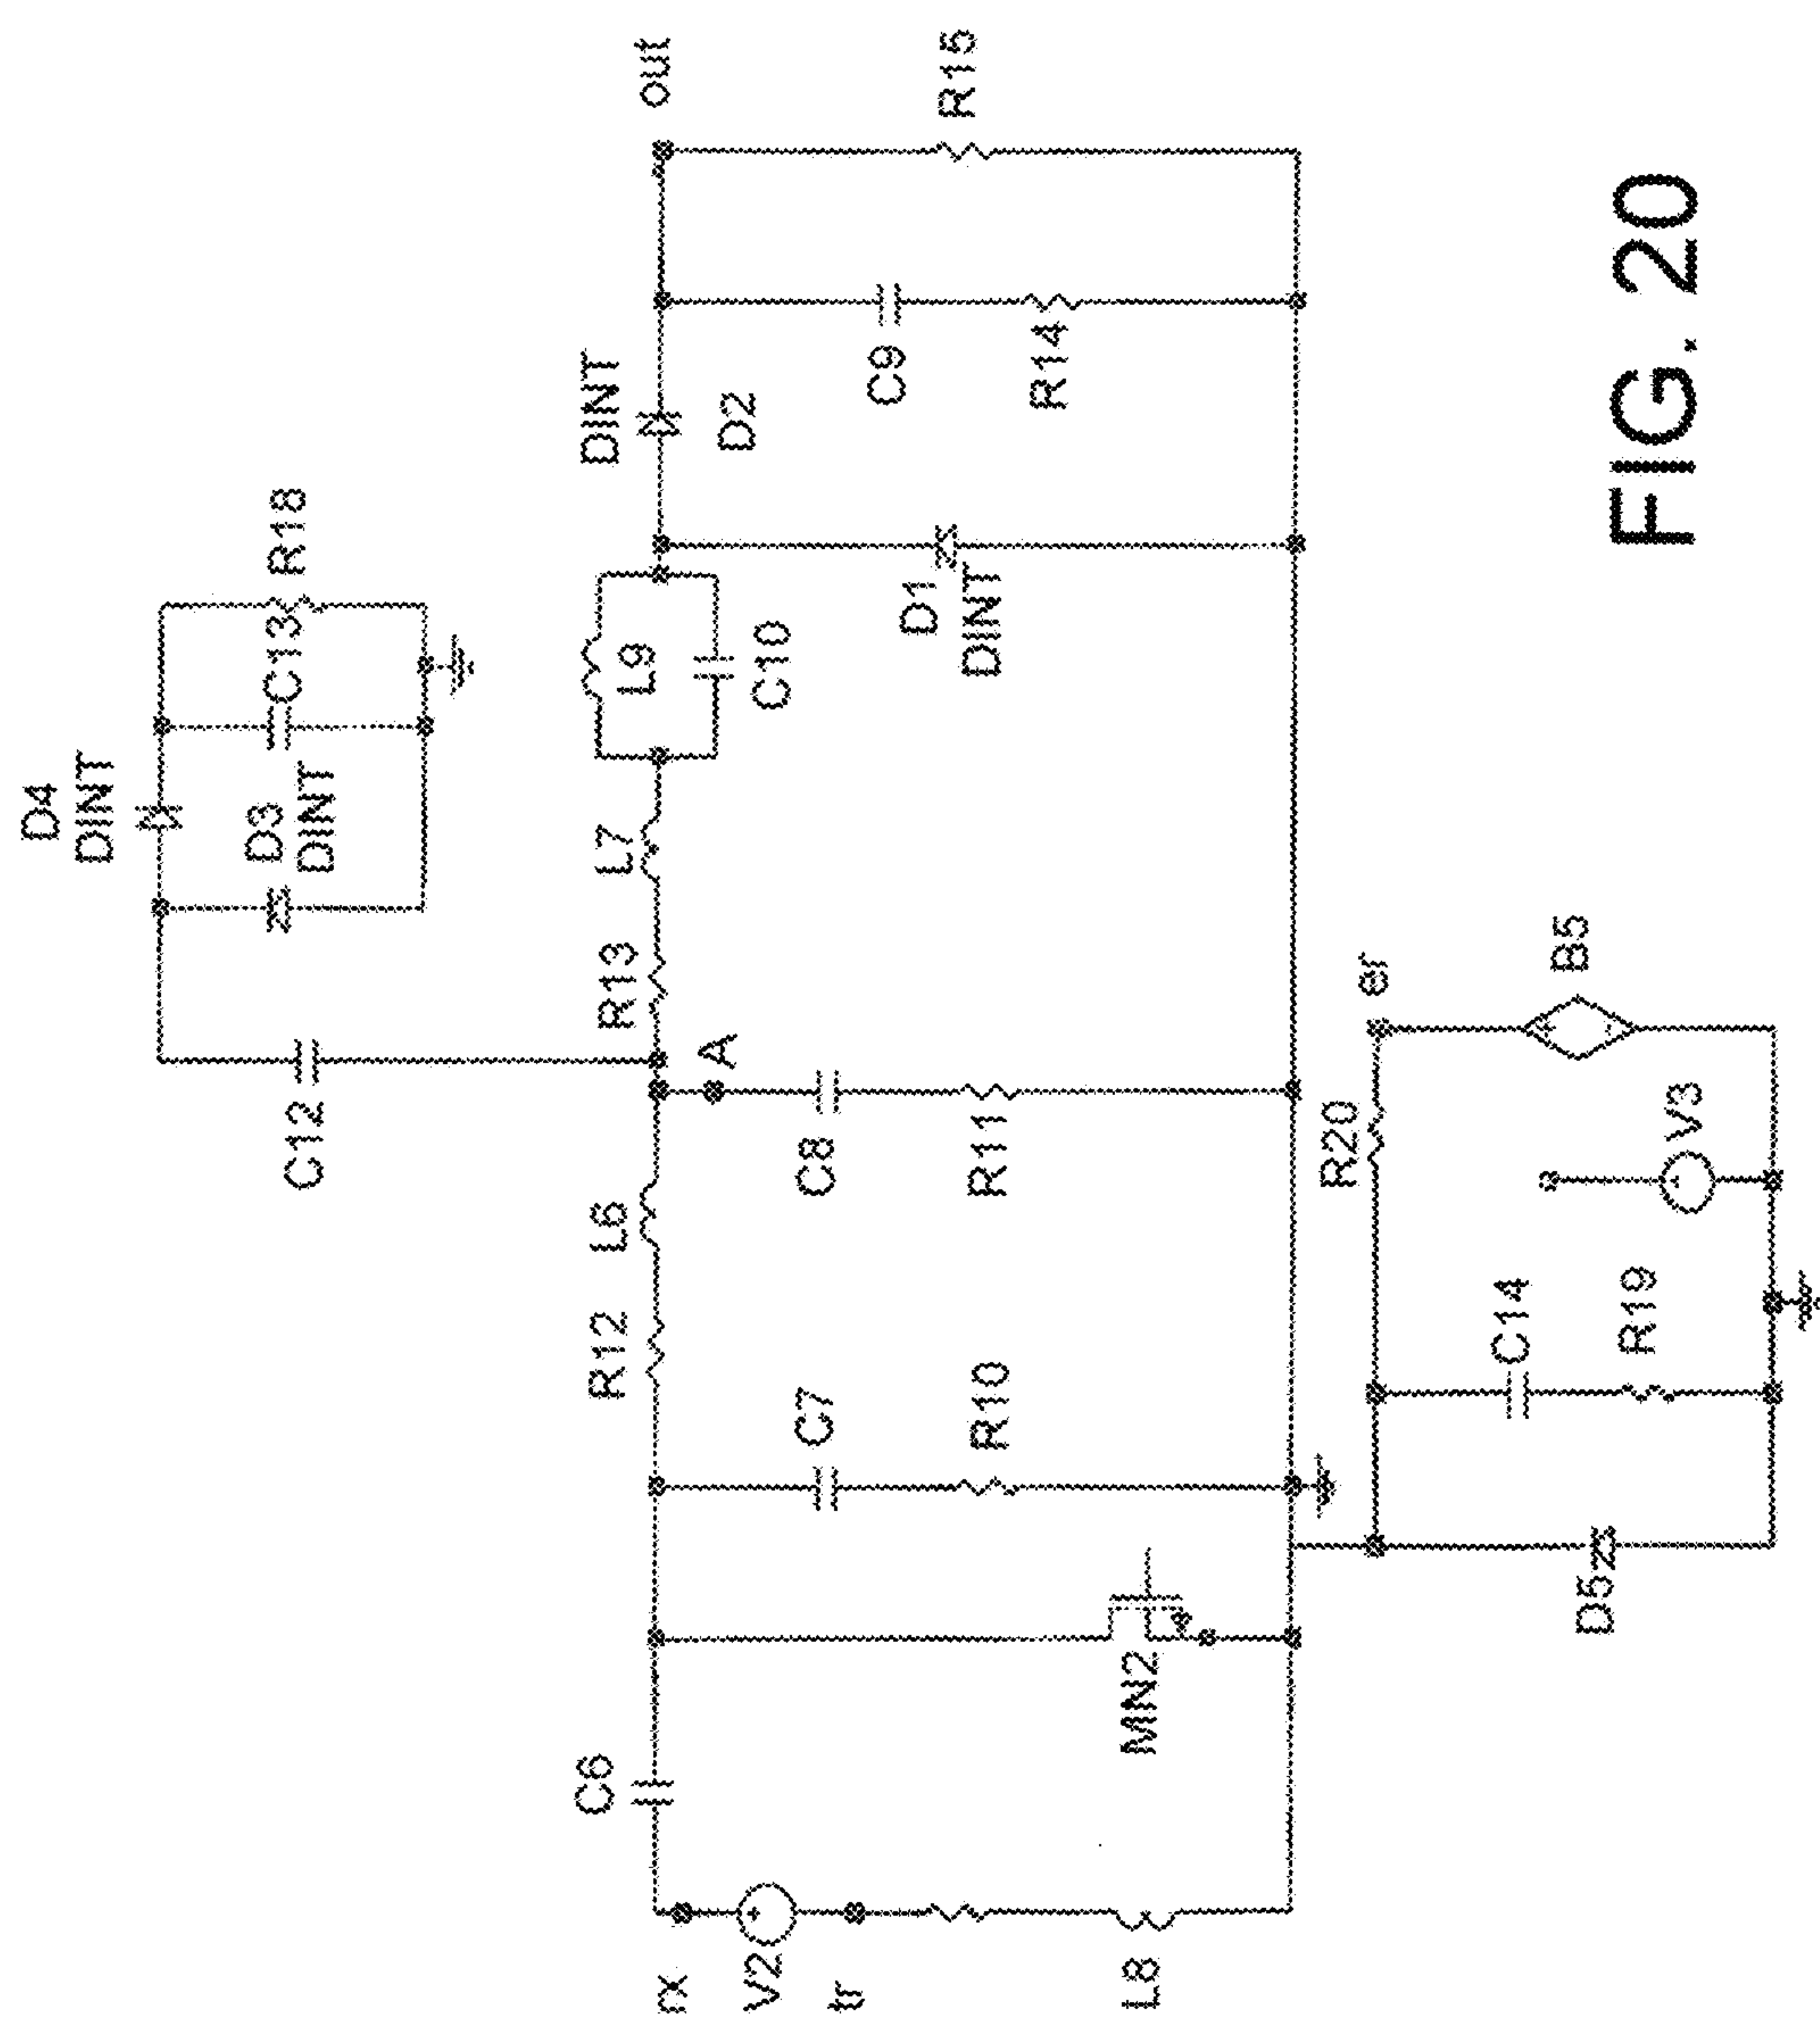 D4
DINT
D3
DINT
C13
R18
C12
A
rx
V2
tr
C6
L8
MN2
C7
R10
R12
L6
C8
R11
R13
L7
L9
C10
D1
DINT
DINT
D2
C9
R14
out
R15
D5
C14
R19
R20
V3
er
B5
FIG. 20